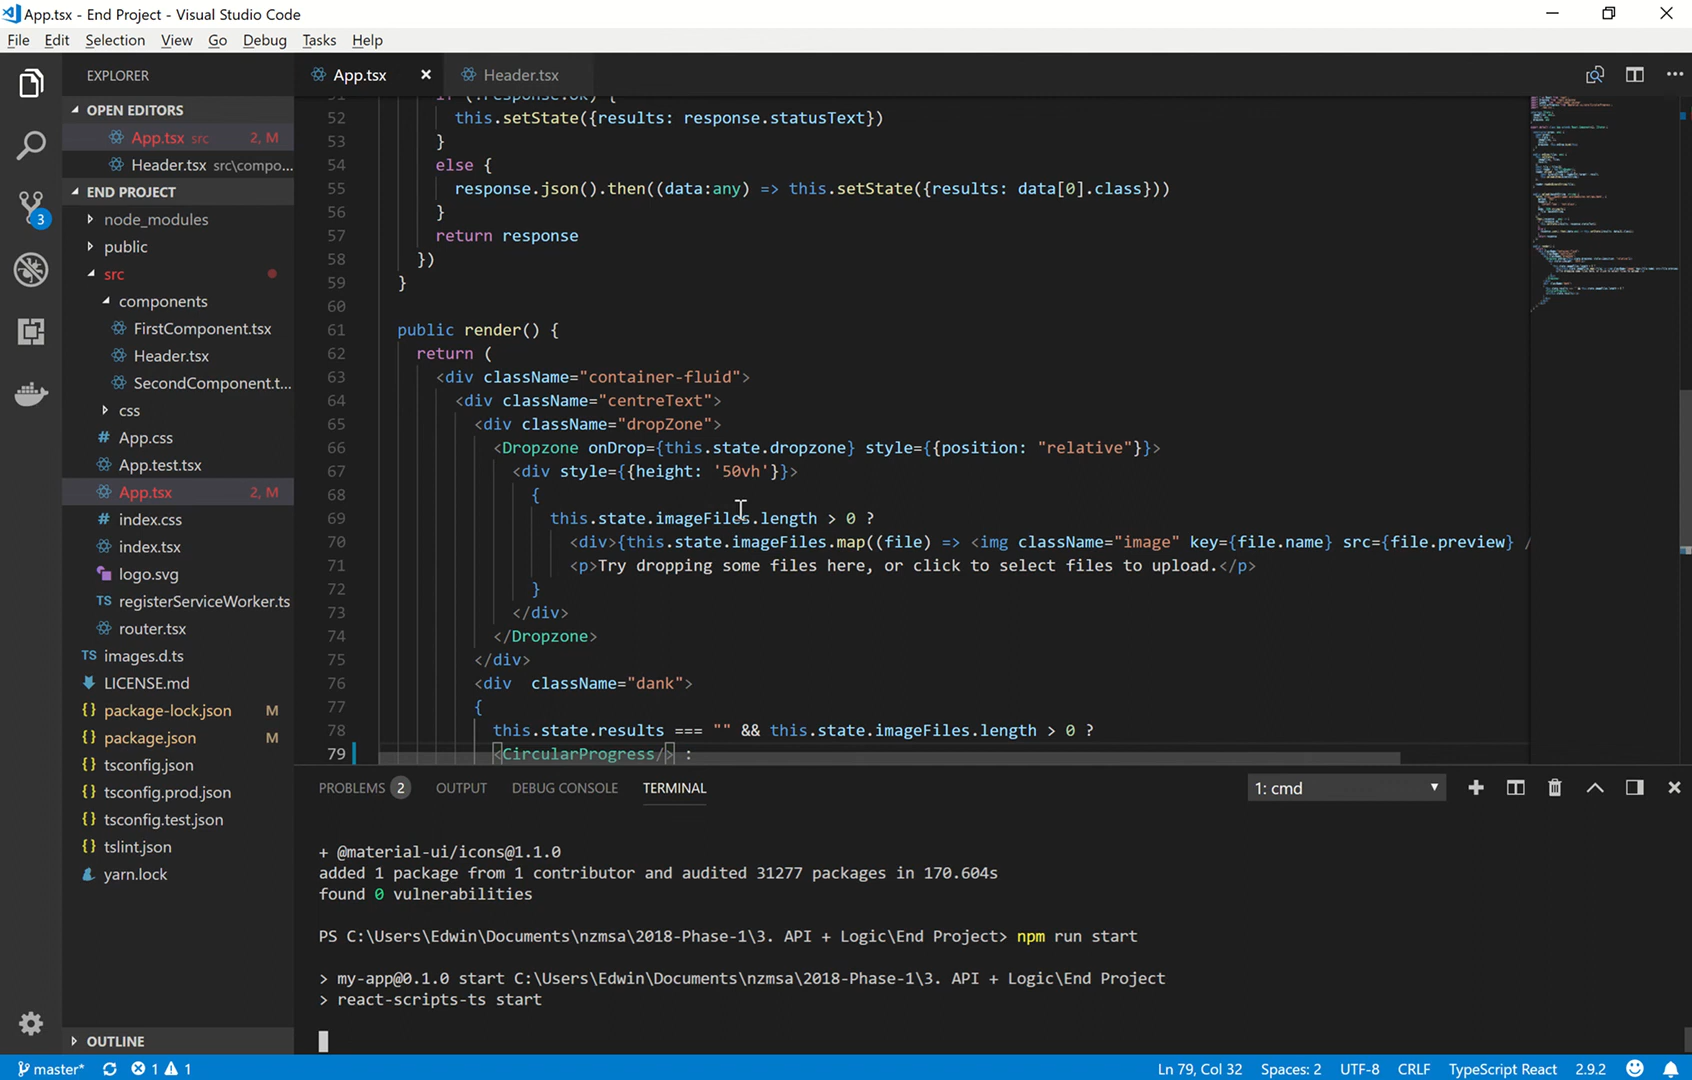 App.tsx - End Project - Visual Studio Code
File Edit Selection View Go Debug Tasks Help
EXPLORER
OPEN EDITORS
App.tsx src 2, M
Header.tsx src\compo...
END PROJECT
node_modules
public
src
components
FirstComponent.tsx
Header.tsx
SecondComponent.t...
css
# App.css
App.test.tsx
App.tsx 2, M
# index.css
index.tsx
logo.svg
TS registerServiceWorker.ts
router.tsx
TS images.d.ts
LICENSE.md
{} package-lock.json M
{} package.json M
{} tsconfig.json
{} tsconfig.prod.json
{} tsconfig.test.json
{} tslint.json
yarn.lock
OUTLINE
3
App.tsx Header.tsx
51 if (!response.ok) {
52 this.setState({results: response.statusText})
53 }
54 else {
55 response.json().then((data:any) => this.setState({results: data[0].class}))
56 }
57 return response
58 })
59 }
60
61 public render() {
62 return (
63 <div className="container-fluid">
64 <div className="centreText">
65 <div className="dropZone">
66 <Dropzone onDrop={this.state.dropzone} style={{position: "relative"}}>
67 <div style={{height: '50vh'}}>
68 {
69 this.state.imageFiles.length > 0 ?
70 <div>{this.state.imageFiles.map((file) => <img className="image" key={file.name} src={file.preview} /
71 <p>Try dropping some files here, or click to select files to upload.</p>
72 }
73 </div>
74 </Dropzone>
75 </div>
76 <div  className="dank">
77 {
78 this.state.results === "" && this.state.imageFiles.length > 0 ?
79 <CircularProgress/> :
PROBLEMS 2 OUTPUT DEBUG CONSOLE TERMINAL 1: cmd
+ @material-ui/icons@1.1.0
added 1 package from 1 contributor and audited 31277 packages in 170.604s
found 0 vulnerabilities
PS C:\Users\Edwin\Documents\nzmsa\2018-Phase-1\3. API + Logic\End Project> npm run start
> my-app@0.1.0 start C:\Users\Edwin\Documents\nzmsa\2018-Phase-1\3. API + Logic\End Project
> react-scripts-ts start
master* 1 1 Ln 79, Col 32 Spaces: 2 UTF-8 CRLF TypeScript React 2.9.2